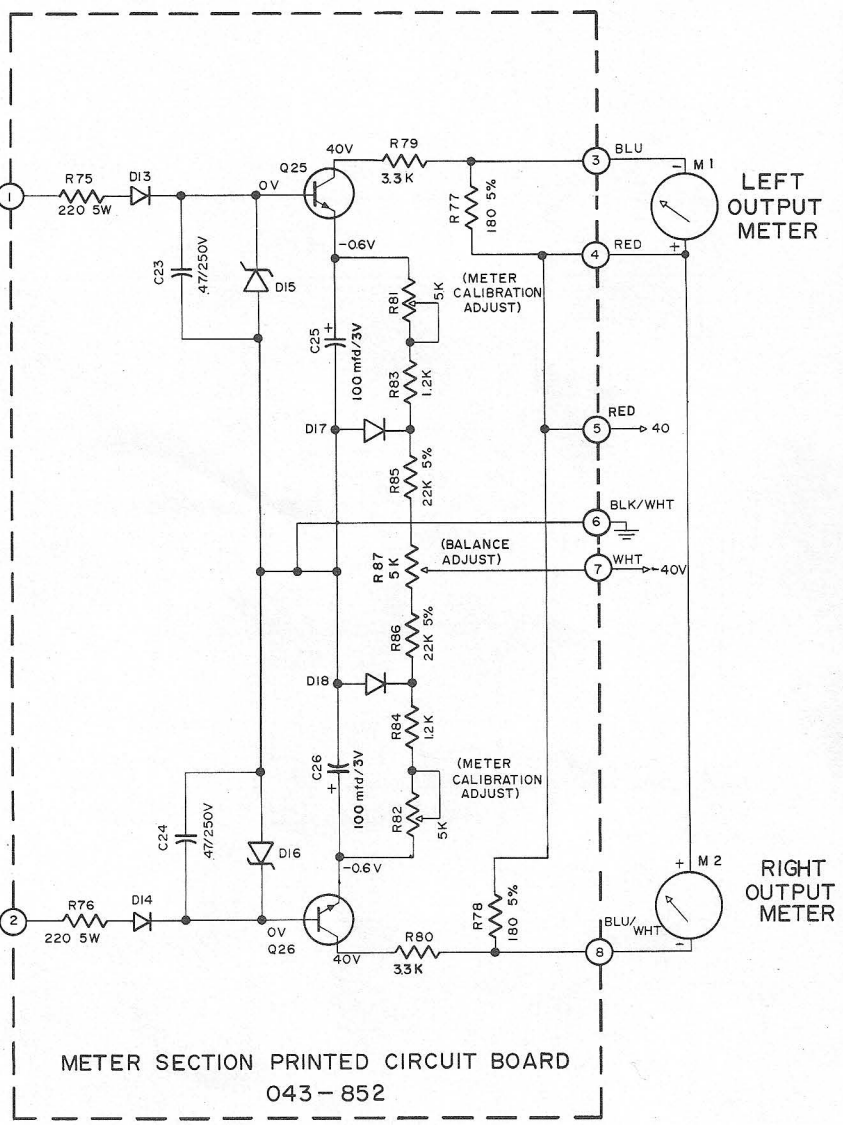 40V
R79
3.3 K
3
BLU
-
M 1
Q25
R75
D13
0V
1
220 5W
R77
180 5%
LEFT
OUTPUT
METER
-0.6V
4
RED
+
C23
.47/250V
D15
R81
5K
(METER
CALIBRATION
ADJUST)
+
C25
100 mfd/3V
R83
1.2K
D17
RED
5
40
R85
22K 5%
BLK/WHT
6
(BALANCE
ADJUST)
R87
5 K
7
WHT
-40V
R86
22K 5%
D18
R84
1.2K
C26
+
100 mfd/3V
(METER
CALIBRATION
ADJUST)
R82
5K
C24
.47/250V
D16
-0.6V
+
M 2
RIGHT
OUTPUT
METER
R76
D14
2
220 5W
0V
Q26
R78
180 5%
BLU/
WHT
-
40V
R80
3.3 K
8
METER SECTION PRINTED CIRCUIT BOARD
043-852